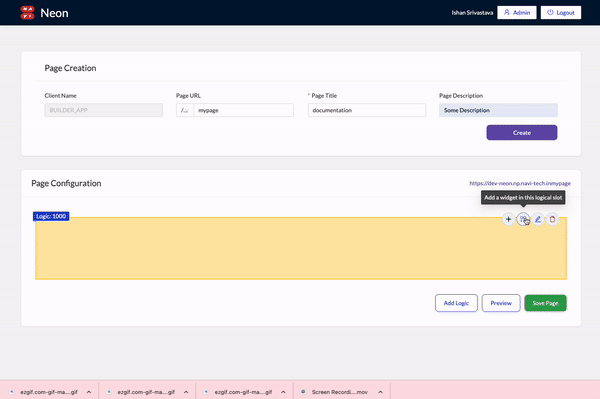 Neon
Ishan Srivastava
Admin
Logout
Page Creation
Client Name
Page URL
* Page Title
Page Description
BUILDER_APP
/...
mypage
documentation
Some Description
Create
Page Configuration
https://dev-neon.np.navi-tech.inmypage
Add a widget in this logical slot
Logic: 1000
Add Logic
Preview
Save Page
ezgif.com-gif-ma....gif
ezgif.com-gif-ma....gif
ezgif.com-gif-ma....gif
Screen Recordi....mov